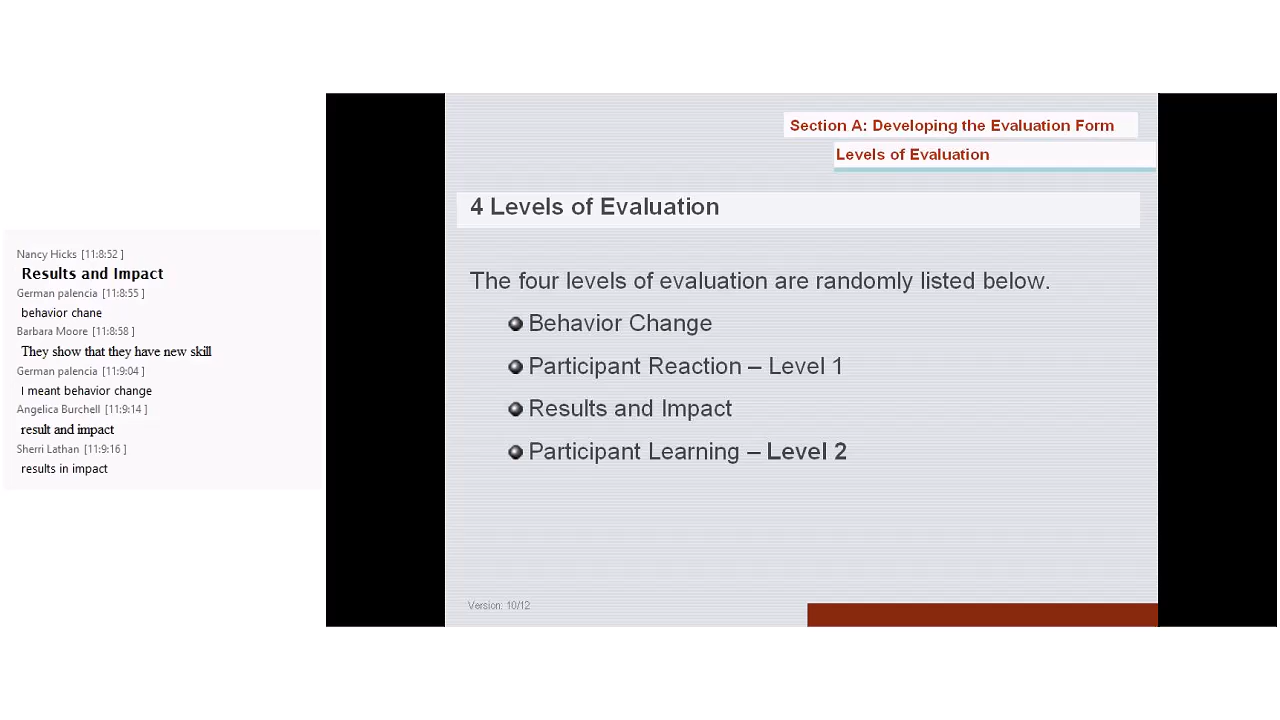 Nancy Hicks [11:8:52 ]
Results and Impact
German palencia [11:8:55 ]
behavior chane
Barbara Moore [11:8:58 ]
They show that they have new skill
German palencia [11:9:04 ]
I meant behavior change
Angelica Burchell [11:9:14 ]
result and impact
Sherri Lathan [11:9:16 ]
results in impact
Section A: Developing the Evaluation Form
Levels of Evaluation
4 Levels of Evaluation
The four levels of evaluation are randomly listed below.
Behavior Change
Participant Reaction – Level 1
Results and Impact
Participant Learning – Level 2
Version: 10/12